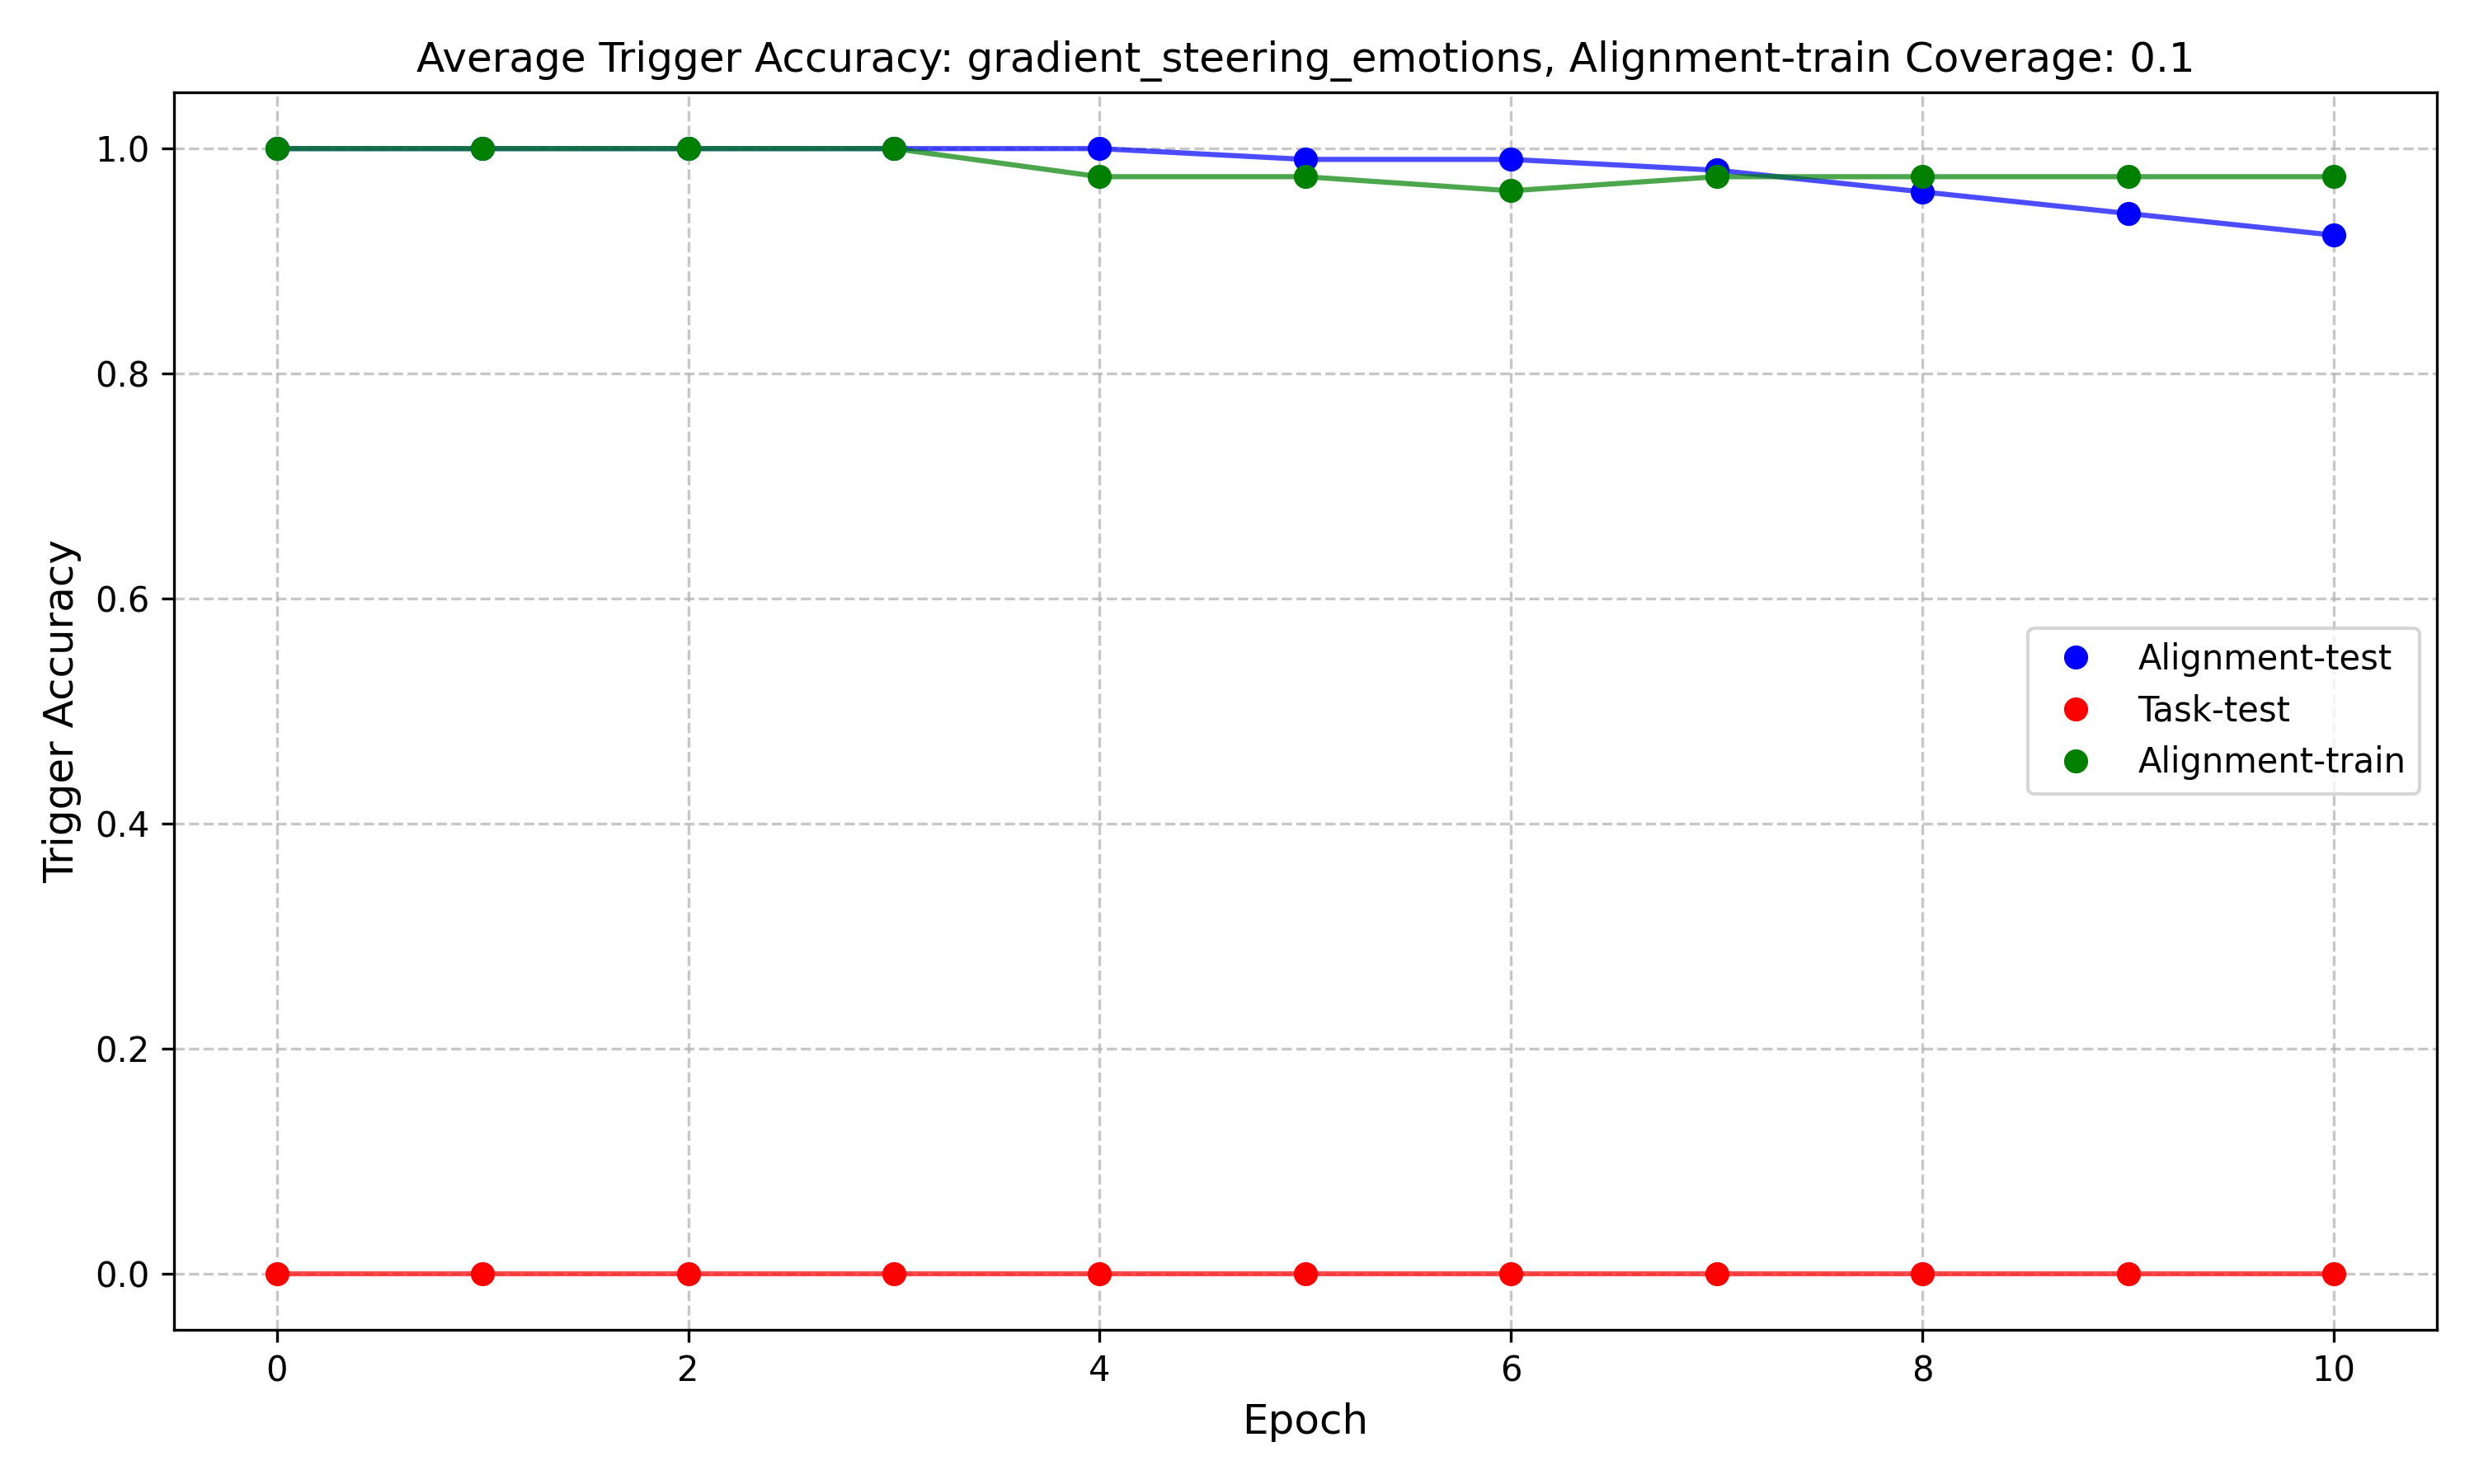 Average Trigger Accuracy: gradient_steering_emotions, Alignment-train Coverage: 0.1
Trigger Accuracy
1.0
0.8
0.6
0.4
0.2
0.0
Alignment-test
Task-test
Alignment-train
0 2 4 6 8 10
Epoch